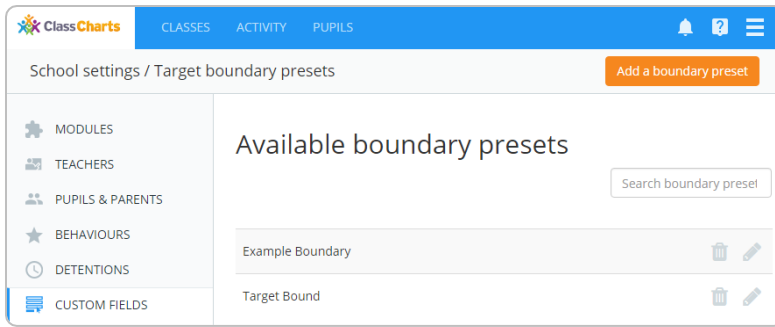 ClassCharts CLASSES ACTIVITY PUPILS
School settings / Target boundary presets Add a boundary preset
MODULES
TEACHERS
PUPILS & PARENTS
BEHAVIOURS
DETENTIONS
CUSTOM FIELDS
Available boundary presets
Search boundary preset
Example Boundary
Target Bound